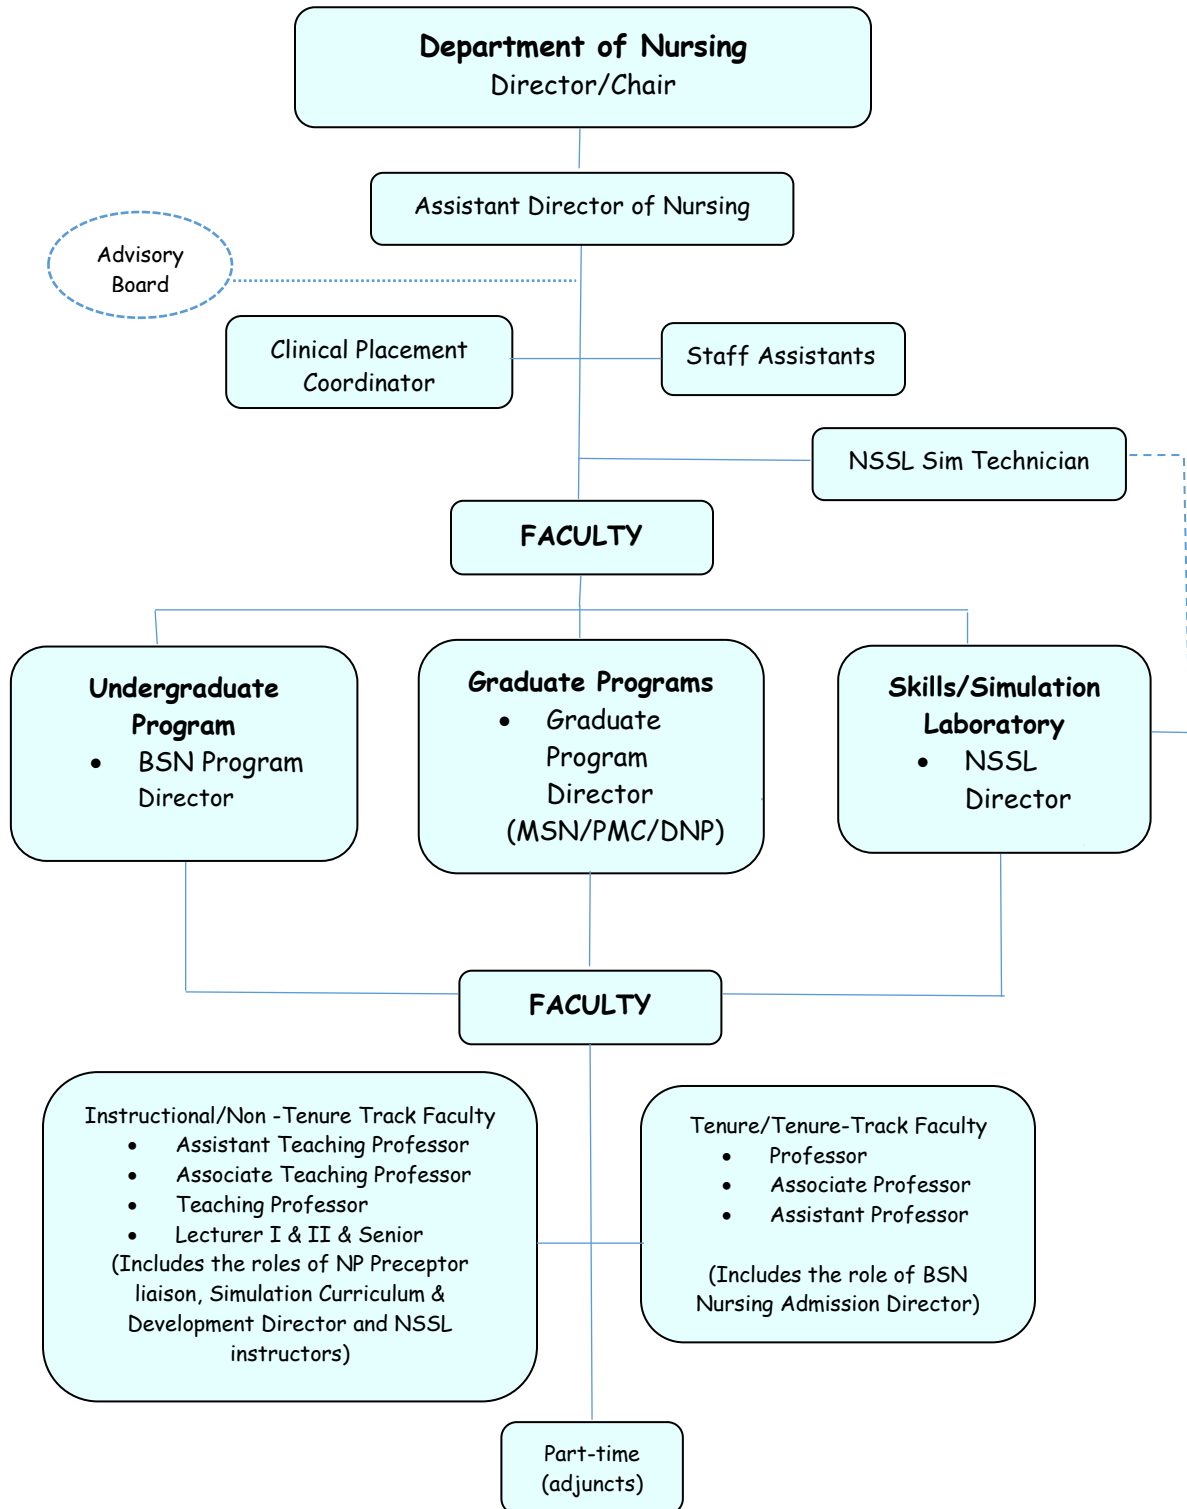 Department of Nursing
Director/Chair
Assistant Director of Nursing
Advisory
Board
Clinical Placement
Coordinator
Staff Assistants
NSSL Sim Technician
FACULTY
Undergraduate
Program
• BSN Program
Director
Graduate Programs
• Graduate
Program
Director
(MSN/PMC/DNP)
Skills/Simulation
Laboratory
• NSSL
Director
FACULTY
Instructional/Non -Tenure Track Faculty
• Assistant Teaching Professor
• Associate Teaching Professor
• Teaching Professor
• Lecturer I & II & Senior
(Includes the roles of NP Preceptor
liaison, Simulation Curriculum &
Development Director and NSSL
instructors)
Tenure/Tenure-Track Faculty
• Professor
• Associate Professor
• Assistant Professor
(Includes the role of BSN
Nursing Admission Director)
Part-time
(adjuncts)